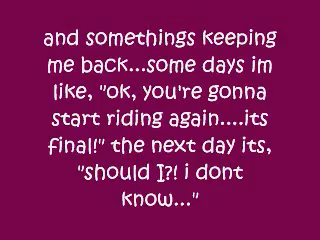 and somethings keeping
me back...some days im
like, "ok, you're gonna
start riding again....its
final!" the next day its,
"should I?! i dont
know..."